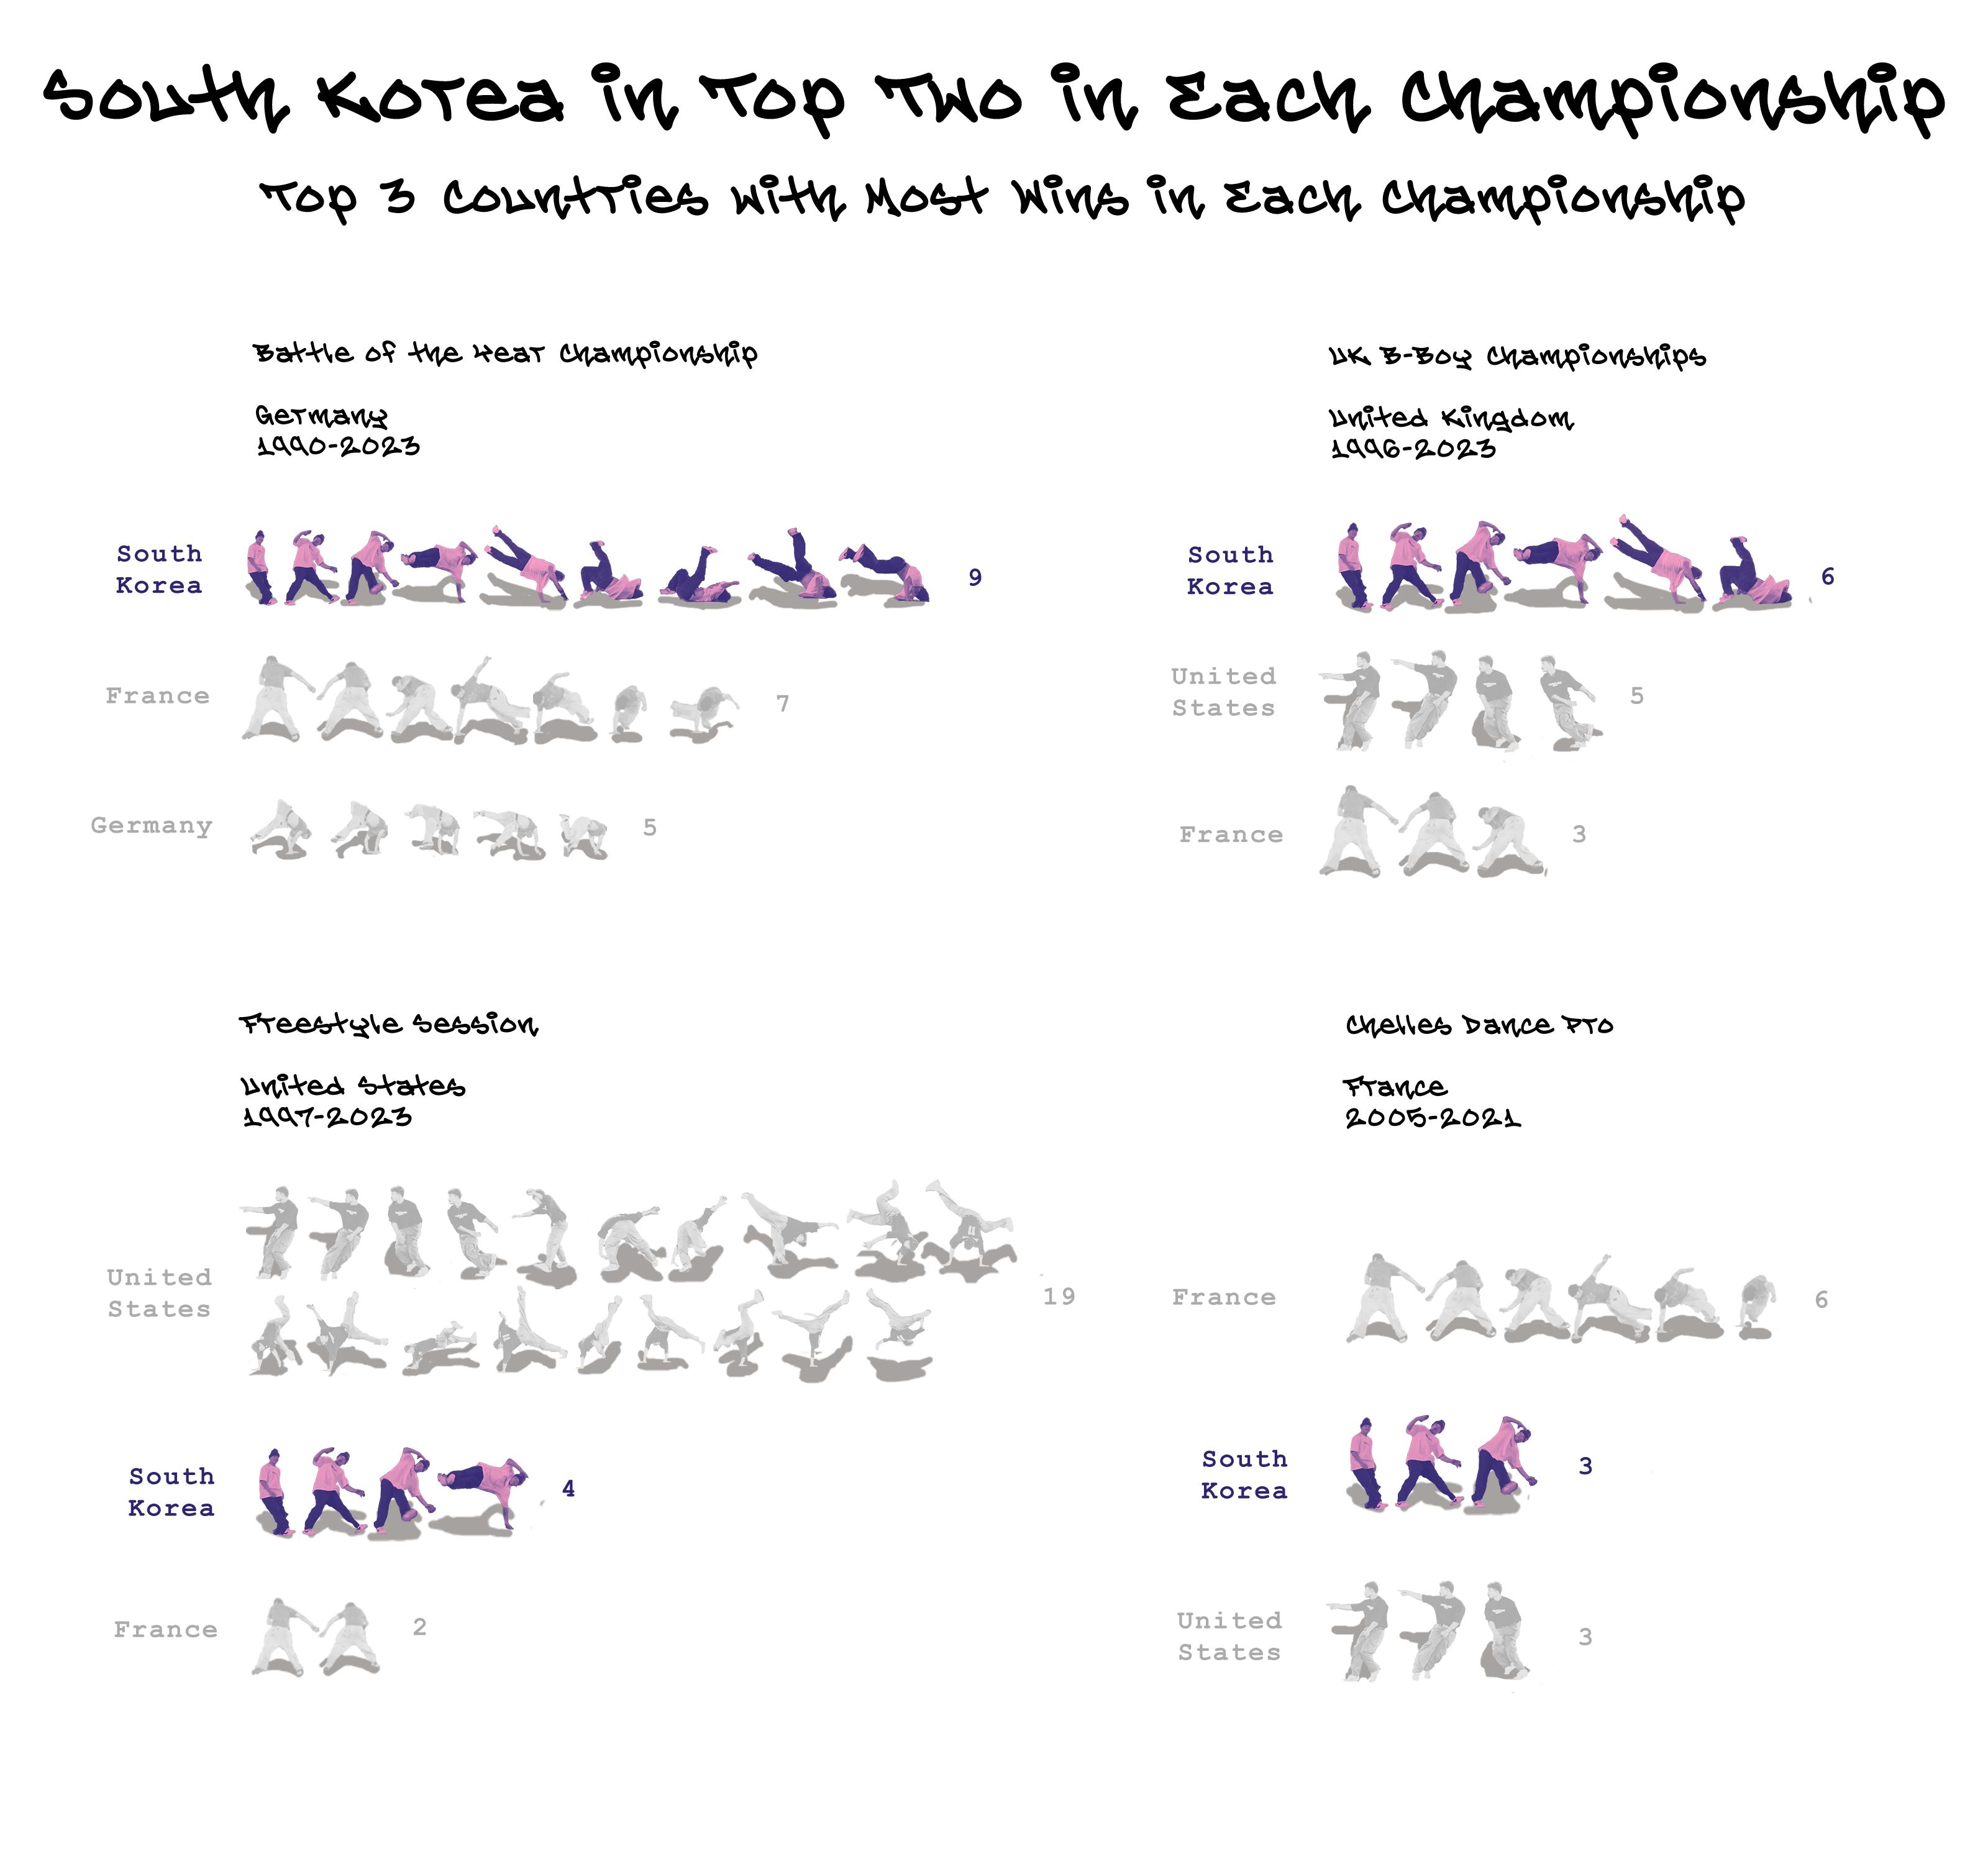 South Korea in Top Two in Each Championship
Top 3 Countries with Most Wins in Each Championship
Battle of the Year Championship
Germany
1990-2023
South
Korea
9
France
7
Germany
5
UK B-Boy Championships
United Kingdom
1996-2023
South
Korea
6
United
States
5
France
3
Freestyle Session
United States
1997-2023
United
States
19
South
Korea
4
France
2
Chelles Dance Pro
France
2005-2021
France
6
South
Korea
3
United
States
3